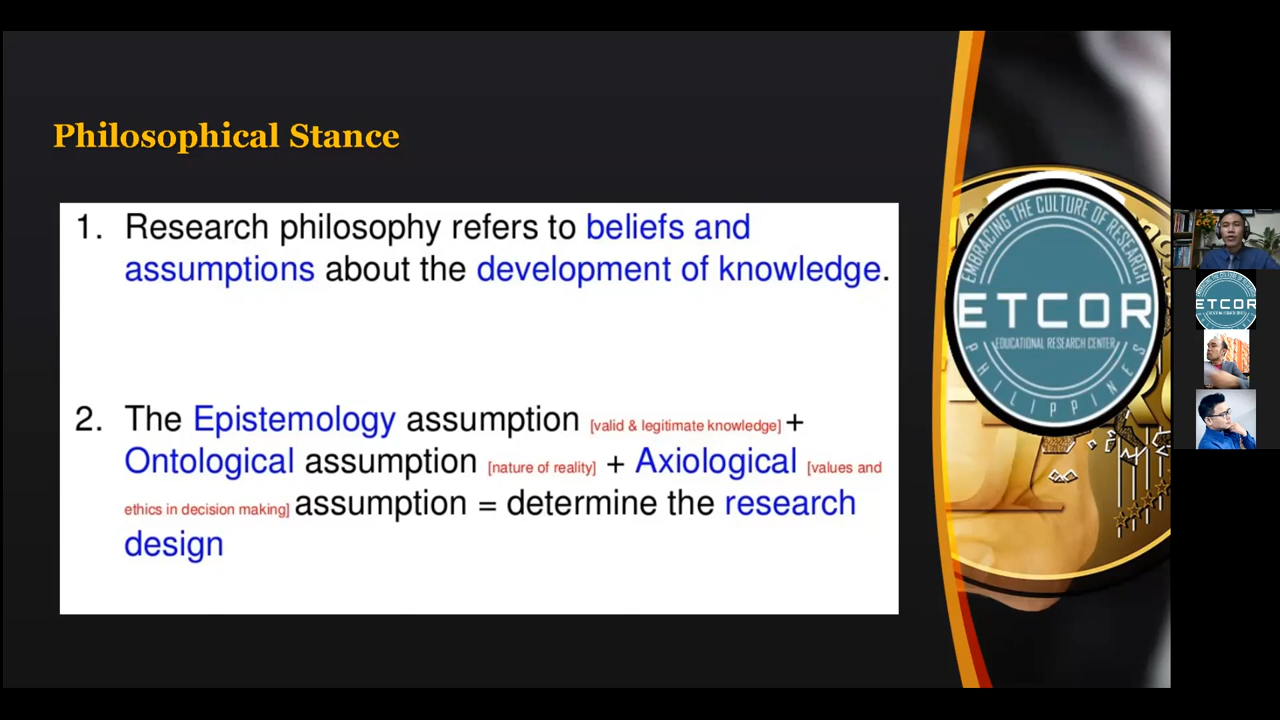 Philosophical Stance
1. Research philosophy refers to beliefs and
assumptions about the development of knowledge.
2. The Epistemology assumption [valid & legitimate knowledge] +
Ontological assumption [nature of reality] + Axiological [values and
ethics in decision making] assumption = determine the research
design
EMBRACING THE CULTURE OF RESEARCH
ETCOR
EDUCATIONAL RESEARCH CENTER
PHILIPPINES
ETCOR